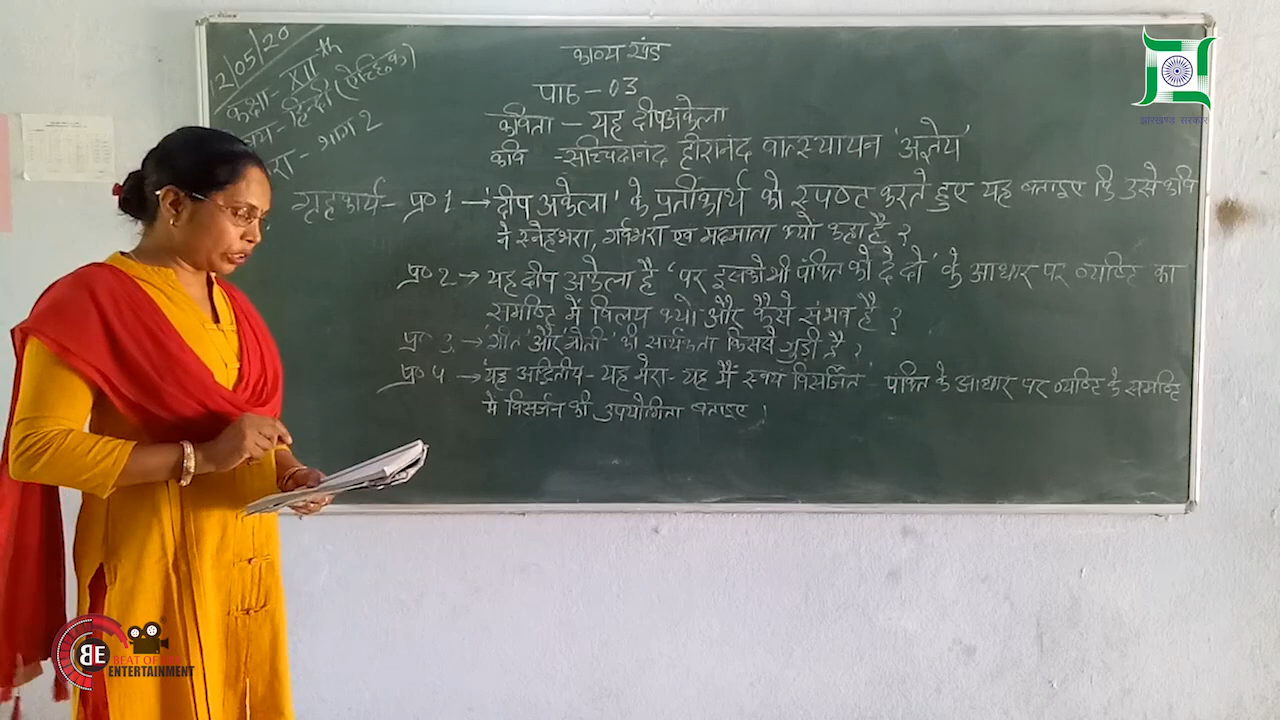 12/05/20
कक्षा - XIIth
हिन्दी (ऐच्छिक)
भाग 2
काव्य खंड
पाठ - 03
कविता - यह दीप अकेला
कवि - सच्चिदानंद हीरानंद वात्स्यायन 'अज्ञेय'
गृहकार्य - प्र० 1 → 'दीप अकेला' के प्रतीकार्थ को स्पष्ट करते हुए यह बताइए कि उसे कवि
ने स्नेहभरा, गर्वभरा एवं मदमाता क्यों कहा है ?
प्र० 2 → यह दीप अकेला है 'पर इसको भी पंक्ति को दे दो' के आधार पर व्यष्टि का
समष्टि में विलय क्यों और कैसे संभव है ?
प्र० 3 → 'गीत' और 'मोती' की सार्थकता किससे जुड़ी है ?
प्र० 4 → 'यह अद्वितीय - यह मेरा - यह मैं स्वयं विसर्जित' - पंक्ति के आधार पर व्यष्टि के समष्टि
में विसर्जन की उपयोगिता बताइए ।
झारखण्ड सरकार
BE
BEAT OF
ENTERTAINMENT